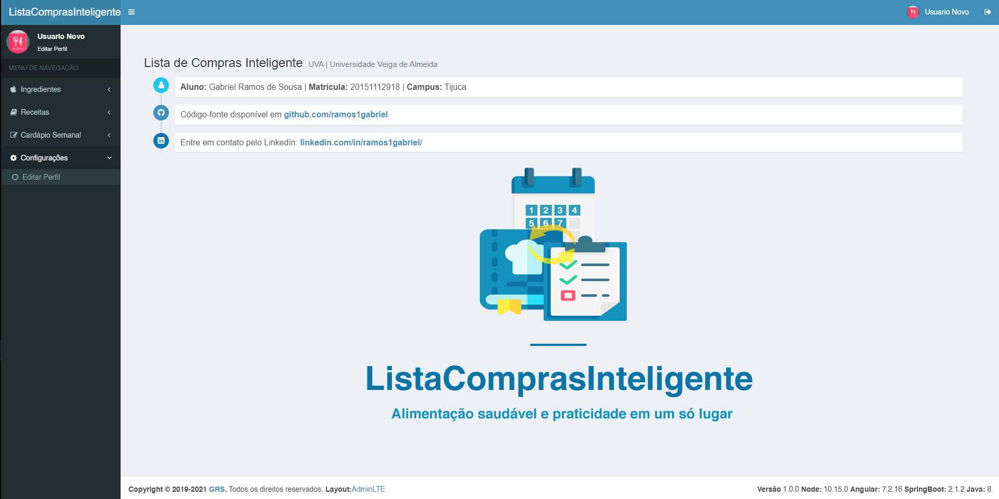 ListaComprasInteligente
Usuario Novo
Usuario Novo
Editar Perfil
MENU DE NAVEGAÇÃO
Ingredientes
Receitas
Cardápio Semanal
Configurações
Editar Perfil
Lista de Compras Inteligente UVA | Universidade Veiga de Almeida
Aluno: Gabriel Ramos de Sousa | Matrícula: 20151112918 | Campus: Tijuca
Código-fonte disponível em github.com/ramos1gabriel
Entre em contato pelo LinkedIn: linkedin.com/in/ramos1gabriel/
1 2 3 4
5 6 7
ListaComprasInteligente
Alimentação saudável e praticidade em um só lugar
Copyright © 2019-2021 GRS. Todos os direitos reservados. Layout:AdminLTE
Versão 1.0.0 Node: 10.15.0 Angular: 7.2.16 SpringBoot: 2.1.2 Java: 8